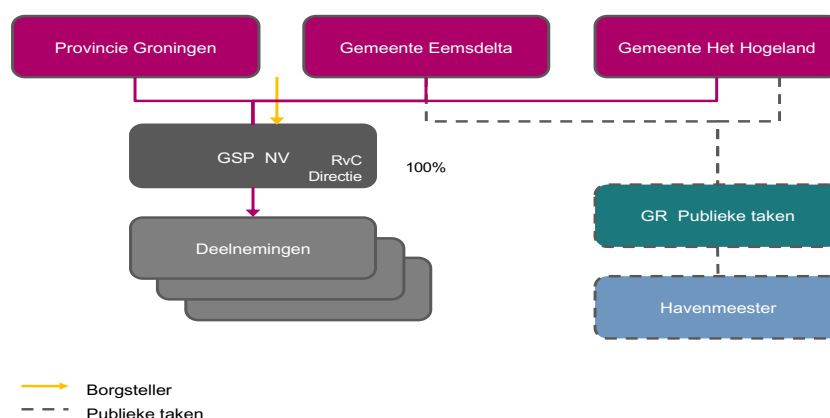 Provincie Groningen
Gemeente Eemsdelta
Gemeente Het Hogeland
GSP NV
RvC
Directie
100%
GR Publieke taken
Deelnemingen
Havenmeester
Borgsteller
Publieke taken